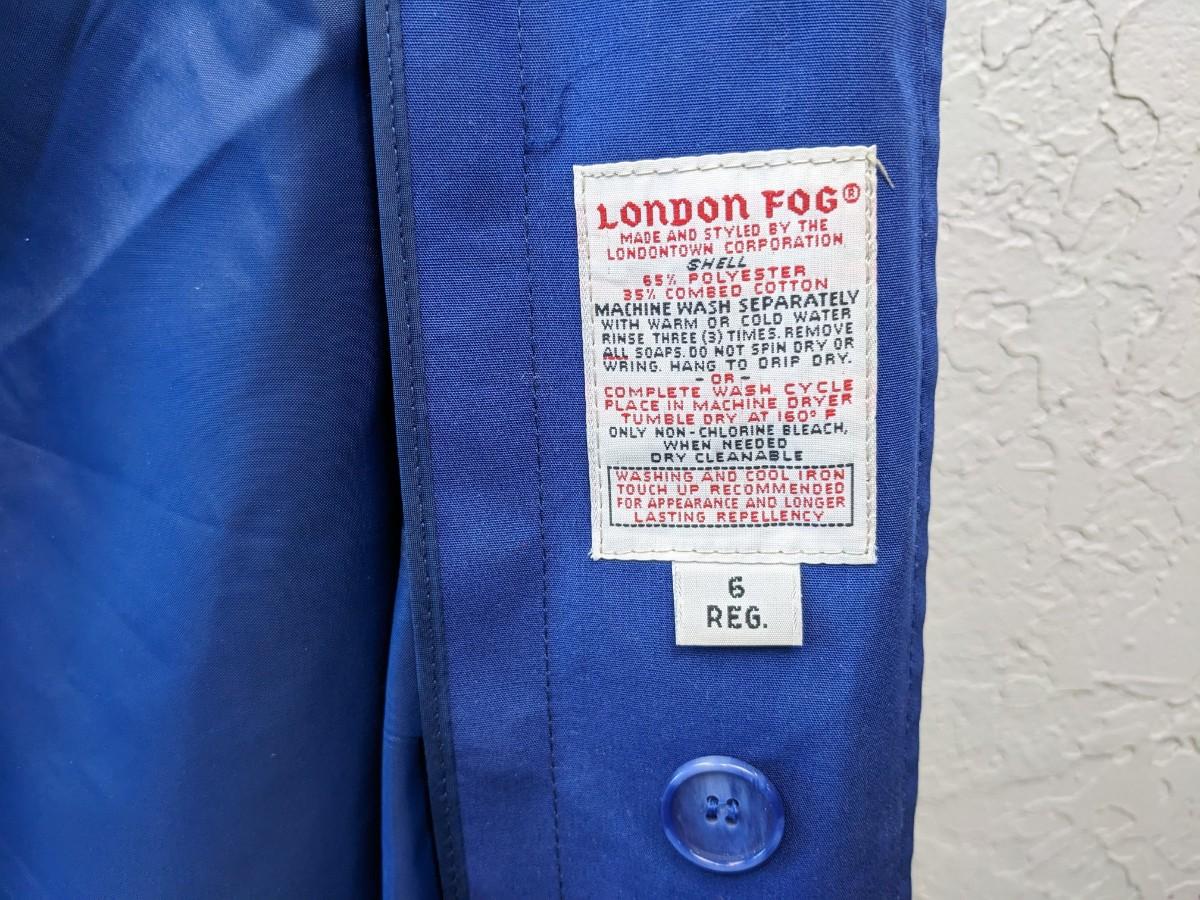 LONDON FOG®
MADE AND STYLED BY THE
LONDONTOWN CORPORATION
SHELL
65% POLYESTER
35% COMBED COTTON
MACHINE WASH SEPARATELY
WITH WARM OR COLD WATER
RINSE THREE (3) TIMES. REMOVE
ALL SOAPS. DO NOT SPIN DRY OR
WRING. HANG TO DRIP DRY.
- OR -
COMPLETE WASH CYCLE
PLACE IN MACHINE DRYER
TUMBLE DRY AT 160° F
ONLY NON-CHLORINE BLEACH,
WHEN NEEDED
DRY CLEANABLE
WASHING AND COOL IRON
TOUCH UP RECOMMENDED
FOR APPEARANCE AND LONGER
LASTING REPELLENCY
6
REG.